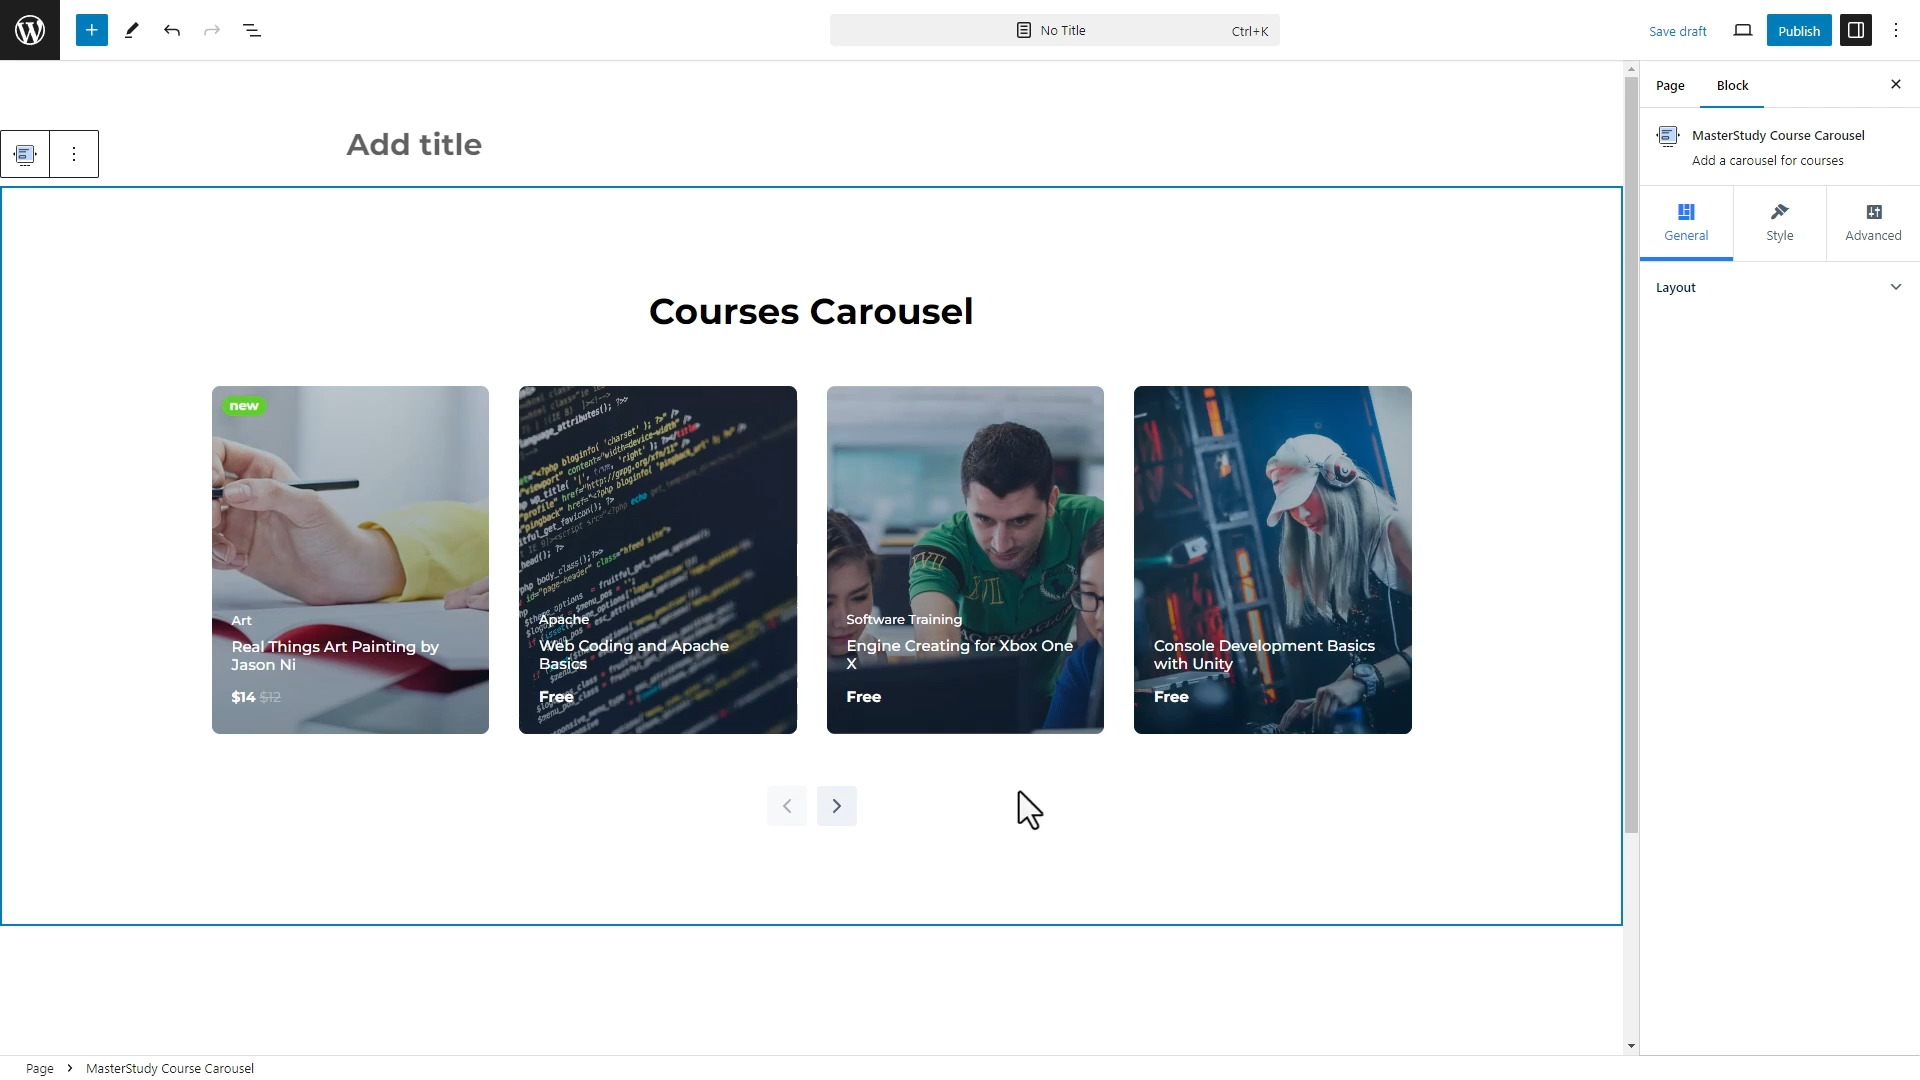 No Title
Ctrl+K
Save draft
Publish
Page
Block
MasterStudy Course Carousel
Add a carousel for courses
General
Style
Advanced
Layout
Add title
Courses Carousel
new
Art
Real Things Art Painting by
Jason Ni
$14 $12
Apache
Web Coding and Apache
Basics
Free
Software Training
Engine Creating for Xbox One
X
Free
Console Development Basics
with Unity
Free
Page
MasterStudy Course Carousel